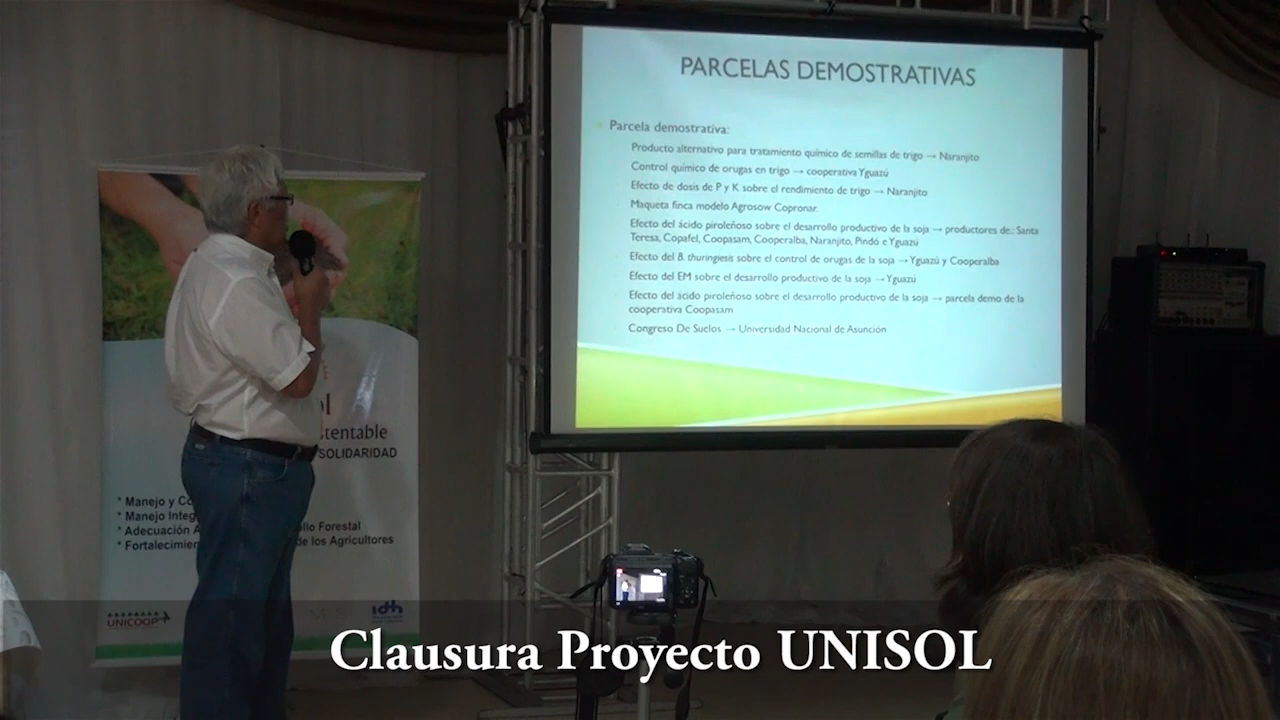 PARCELAS DEMOSTRATIVAS
Parcela demostrativa:
Producto alternativo para tratamiento químico de semillas de trigo → Naranjito
Control químico de orugas en trigo → cooperativa Yguazú
Efecto de dosis de P y K sobre el rendimiento de trigo → Naranjito
Maqueta finca modelo Agrosow Copronar.
Efecto del ácido piroleñoso sobre el desarrollo productivo de la soja → productores de.: Santa
Teresa, Copafel, Coopasam, Cooperalba, Naranjito, Pindó e Yguazú
Efecto del B. thuringiesis sobre el control de orugas de la soja → Yguazú y Cooperalba
Efecto del EM sobre el desarrollo productivo de la soja → Yguazú
Efecto del ácido piroleñoso sobre el desarrollo productivo de la soja → parcela demo de la
cooperativa Coopasam
Congreso De Suelos → Universidad Nacional de Asunción
ol
stentable
SOLIDARIDAD
* Manejo y Co
* Manejo Integ
* Adecuación A llo Forestal
* Fortalecimien de los Agricultores
UNICOOP
idh
Clausura Proyecto UNISOL